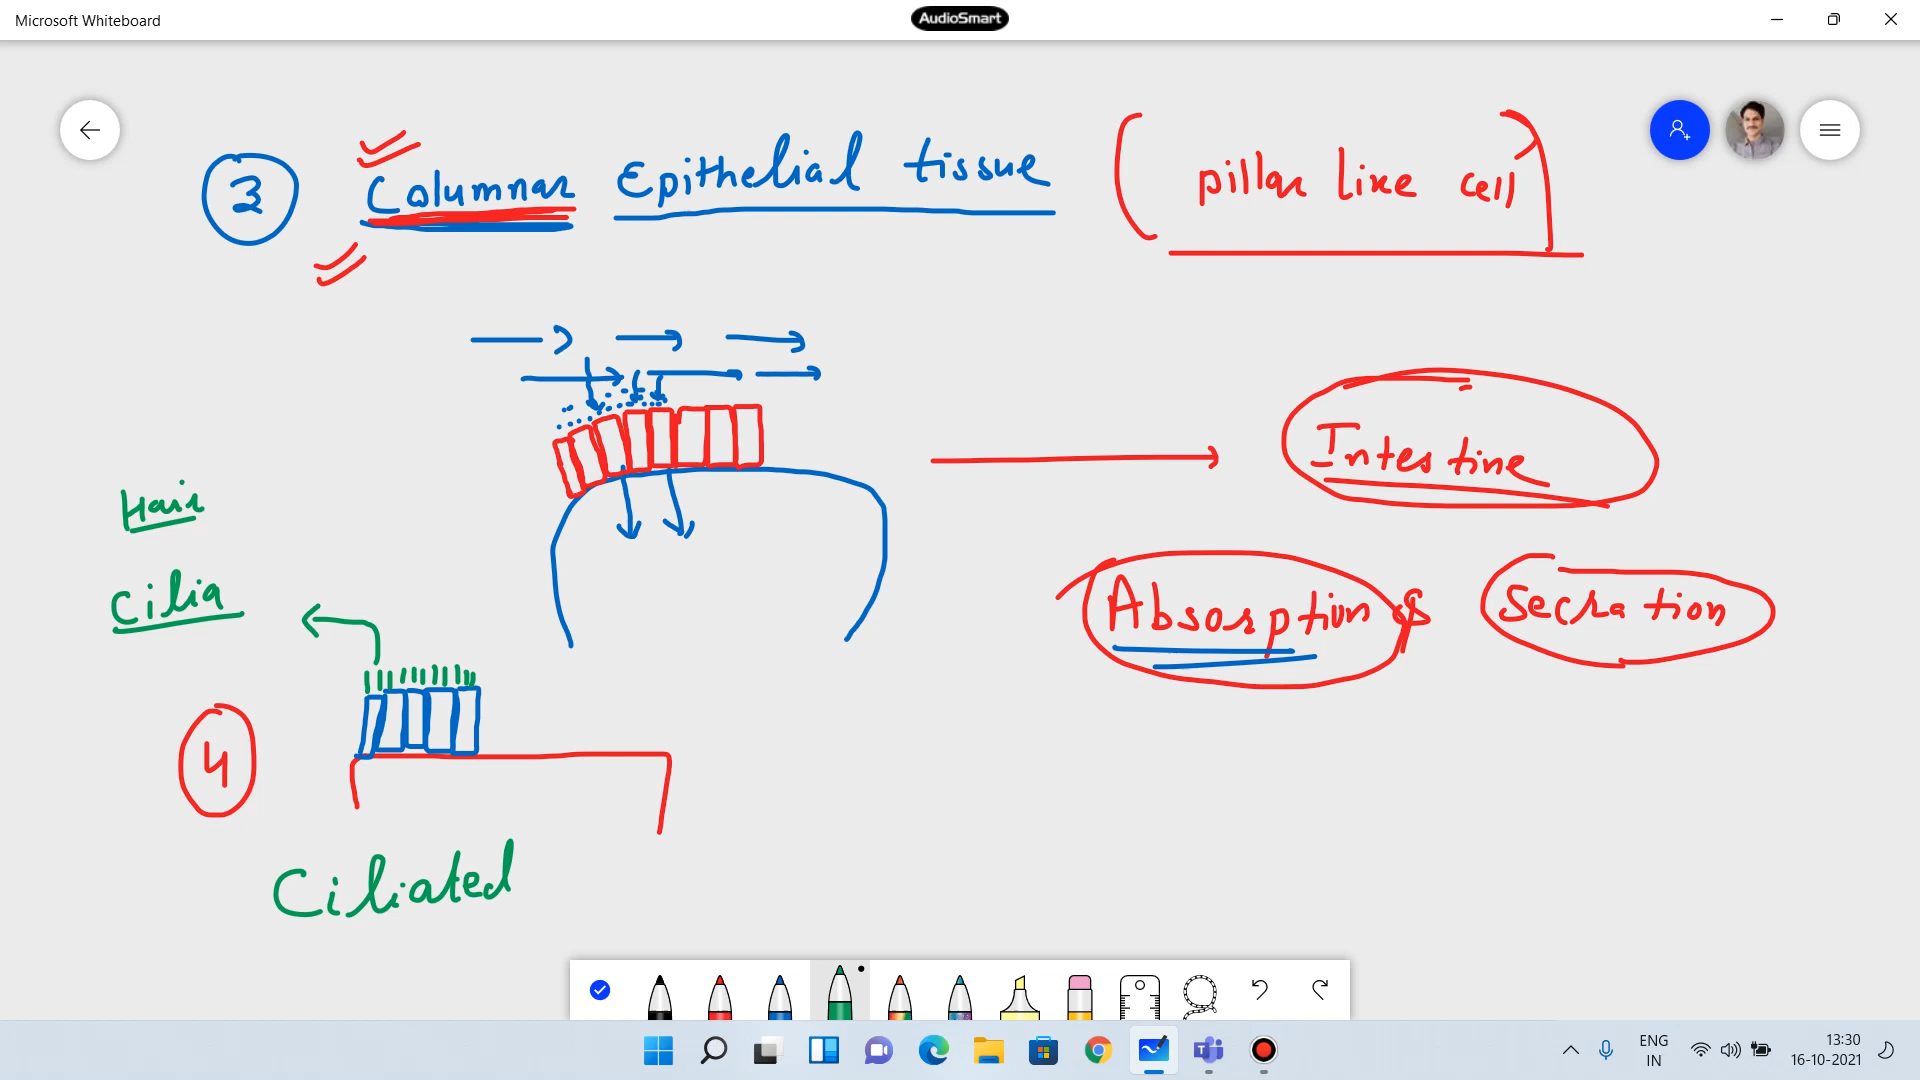 Microsoft Whiteboard
AudioSmart
3 Columnar Epithelial tissue (pillar like cell)
Intestine
Hair
Cilia
Absorption & Secration
4
Ciliated
ENG
IN
13:30
16-10-2021